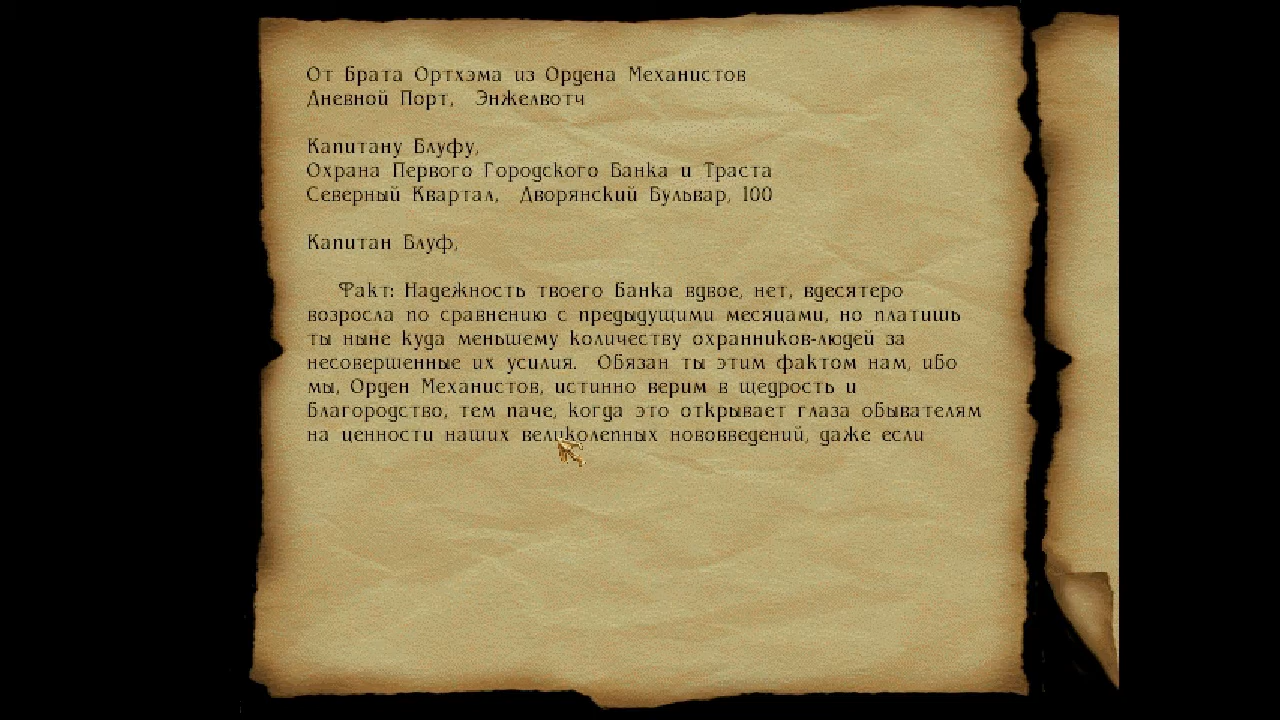 От Брата Ортхэма из Ордена Механистов
Дневной Порт, Энжелвотч
Капитану Блуфу,
Охрана Первого Городского Банка и Траста
Северный Квартал, Дворянский Бульвар, 100
Капитан Блуф,
Факт: Надежность твоего Банка вдвое, нет, вдесятеро
возросла по сравнению с предыдущими месяцами, но платишь
ты ныне куда меньшему количеству охранников-людей за
несовершенные их усилия. Обязан ты этим фактом нам, ибо
мы, Орден Механистов, истинно верим в щедрость и
благородство, тем паче, когда это открывает глаза обывателям
на ценности наших великолепных нововведений, даже если